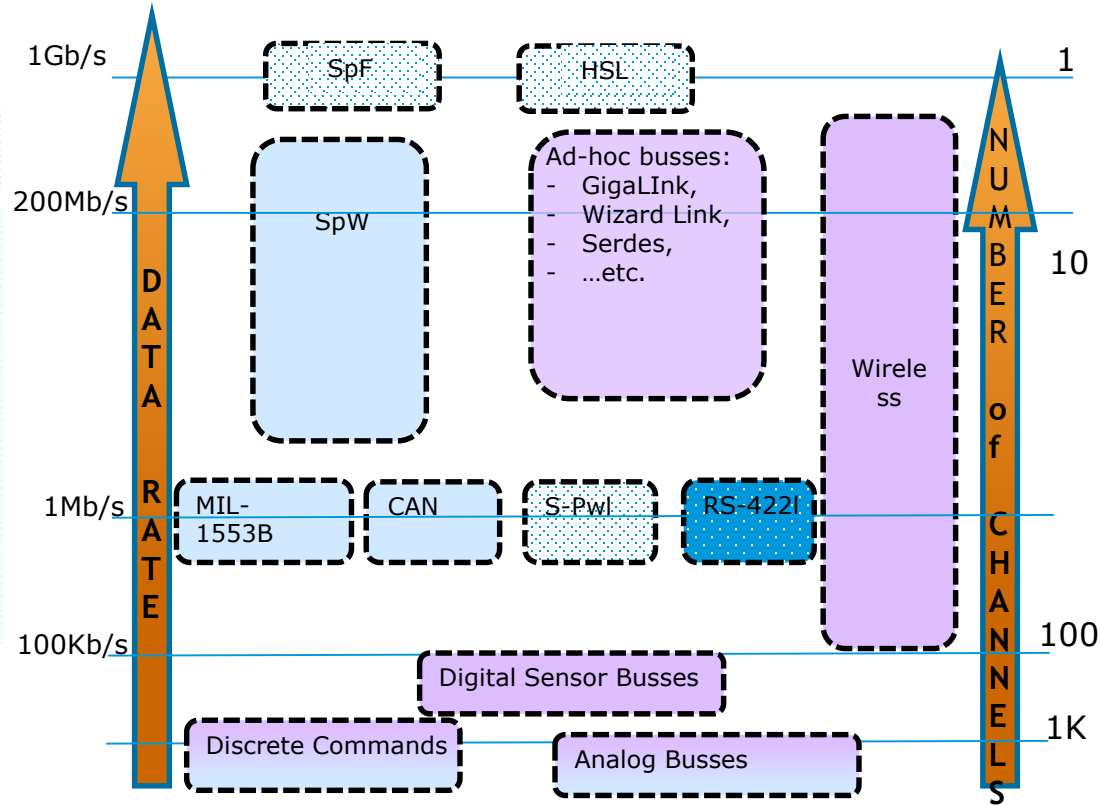 1Gb/s
SpF
HSL
1
Ad-hoc busses:
- GigaLInk,
- Wizard Link,
- Serdes,
- …etc.
200Mb/s
SpW
10
DATA RATE
NUMBER of CHANNELS
Wirele
ss
1Mb/s
MIL-
1553B
CAN
S-Pwl
RS-422l
100Kb/s
100
Digital Sensor Busses
Discrete Commands
1K
Analog Busses